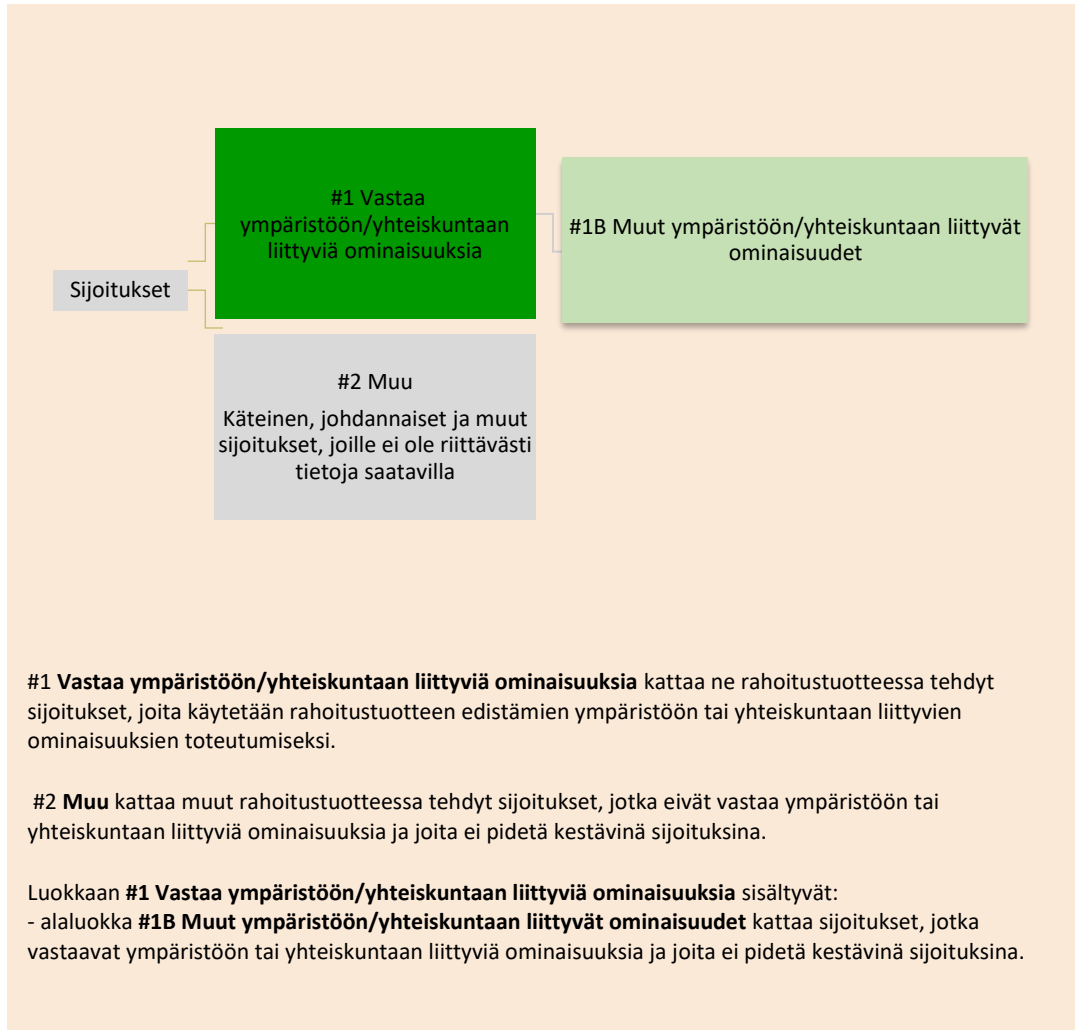 #1 Vastaa
ympäristöön/yhteiskuntaan
liittyviä ominaisuuksia
#1B Muut ympäristöön/yhteiskuntaan liittyvät
ominaisuudet
Sijoitukset
#2 Muu
Käteinen, johdannaiset ja muut
sijoitukset, joille ei ole riittävästi
tietoja saatavilla
#1 Vastaa ympäristöön/yhteiskuntaan liittyviä ominaisuuksia kattaa ne rahoitustuotteessa tehdyt
sijoitukset, joita käytetään rahoitustuotteen edistämien ympäristöön tai yhteiskuntaan liittyvien
ominaisuuksien toteutumiseksi.
#2 Muu kattaa muut rahoitustuotteessa tehdyt sijoitukset, jotka eivät vastaa ympäristöön tai
yhteiskuntaan liittyviä ominaisuuksia ja joita ei pidetä kestävinä sijoituksina.
Luokkaan #1 Vastaa ympäristöön/yhteiskuntaan liittyviä ominaisuuksia sisältyvät:
- alaluokka #1B Muut ympäristöön/yhteiskuntaan liittyvät ominaisuudet kattaa sijoitukset, jotka
vastaavat ympäristöön tai yhteiskuntaan liittyviä ominaisuuksia ja joita ei pidetä kestävinä sijoituksina.